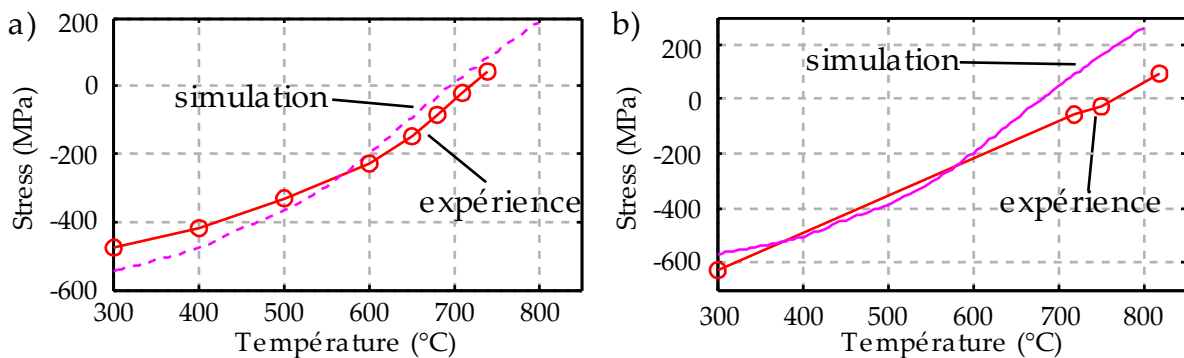 a)
200
0
-200
-400
-600
Stress (MPa)
simulation
expérience
300 400 500 600 700 800
Température (°C)
b)
200
0
-200
-400
-600
Stress (MPa)
simulation
expérience
300 400 500 600 700 800
Température (°C)